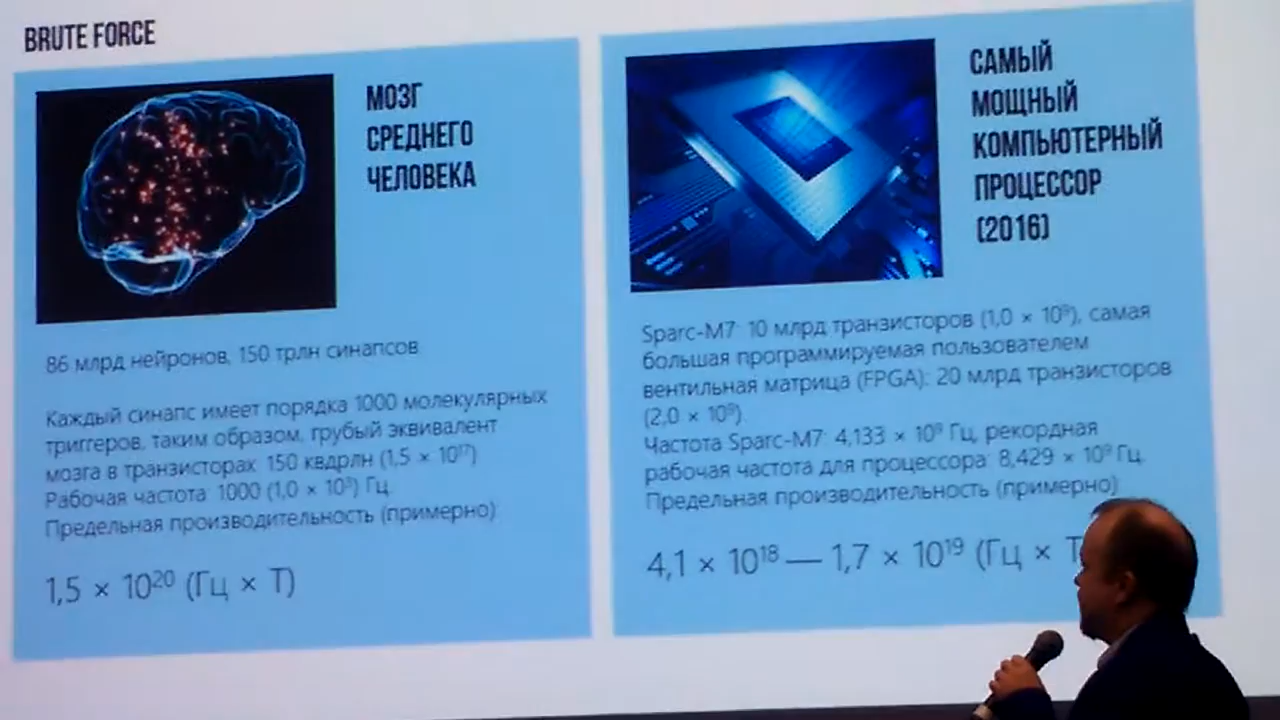 BRUTE FORCE
МОЗГ
СРЕДНЕГО
ЧЕЛОВЕКА
86 млрд нейронов, 150 трлн синапсов
Каждый синапс имеет порядка 1000 молекулярных
триггеров, таким образом, грубый эквивалент
мозга в транзисторах: 150 квдрлн (1,5 × 10¹⁷)
Рабочая частота: 1000 (1,0 × 10³) Гц
Предельная производительность (примерно):
1,5 × 10²⁰ (Гц × Т)
САМЫЙ
МОЩНЫЙ
КОМПЬЮТЕРНЫЙ
ПРОЦЕССОР
(2016)
Sparc-M7: 10 млрд транзисторов (1,0 × 10⁹), самая
большая программируемая пользователем
вентильная матрица (FPGA): 20 млрд транзисторов
(2,0 × 10⁹).
Частота Sparc-M7: 4,133 × 10⁹ Гц, рекордная
рабочая частота для процессора: 8,429 × 10⁹ Гц.
Предельная производительность (примерно):
4,1 × 10¹⁸ — 1,7 × 10¹⁹ (Гц × Т